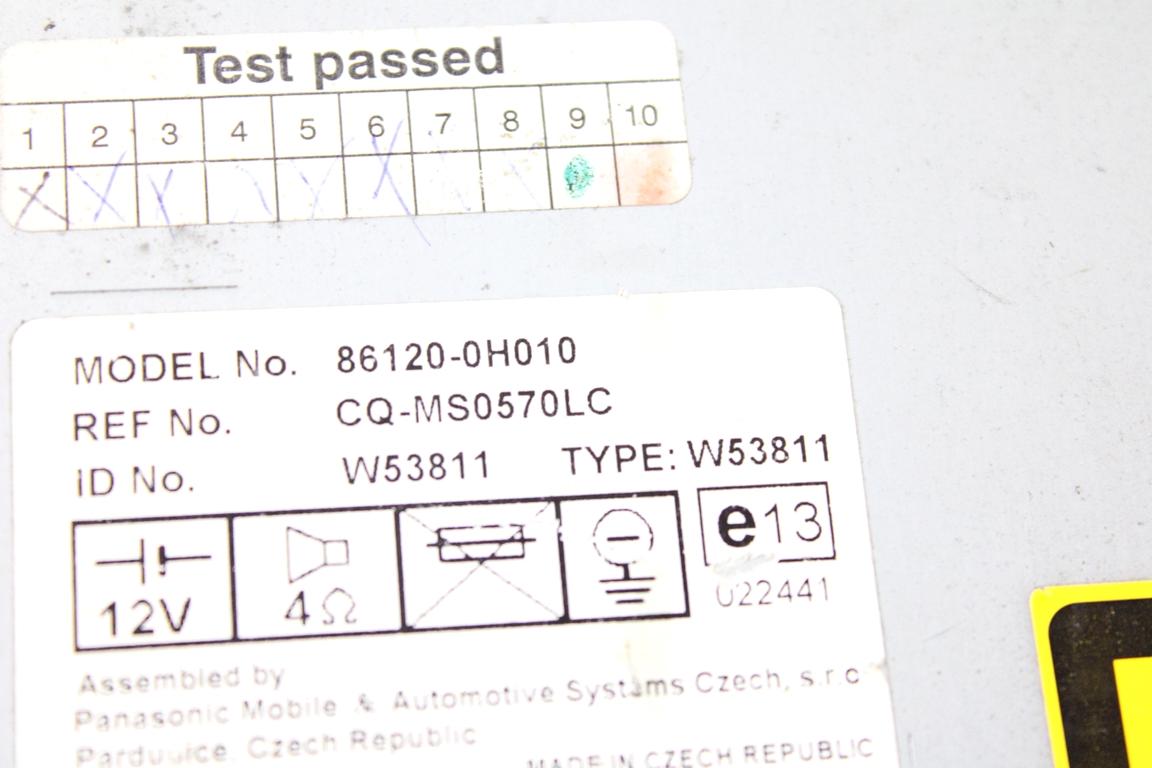 Test passed
1 2 3 4 5 6 7 8 9 10
MODEL No. 86120-0H010
REF No. CQ-MS0570LC
ID No. W53811 TYPE: W53811
e13
12V 4Ω 022441
Assembled by
Panasonic Mobile & Automotive Systams Czech, s.r.o
Czech Republic
MADE IN CZECH REPUBLIC